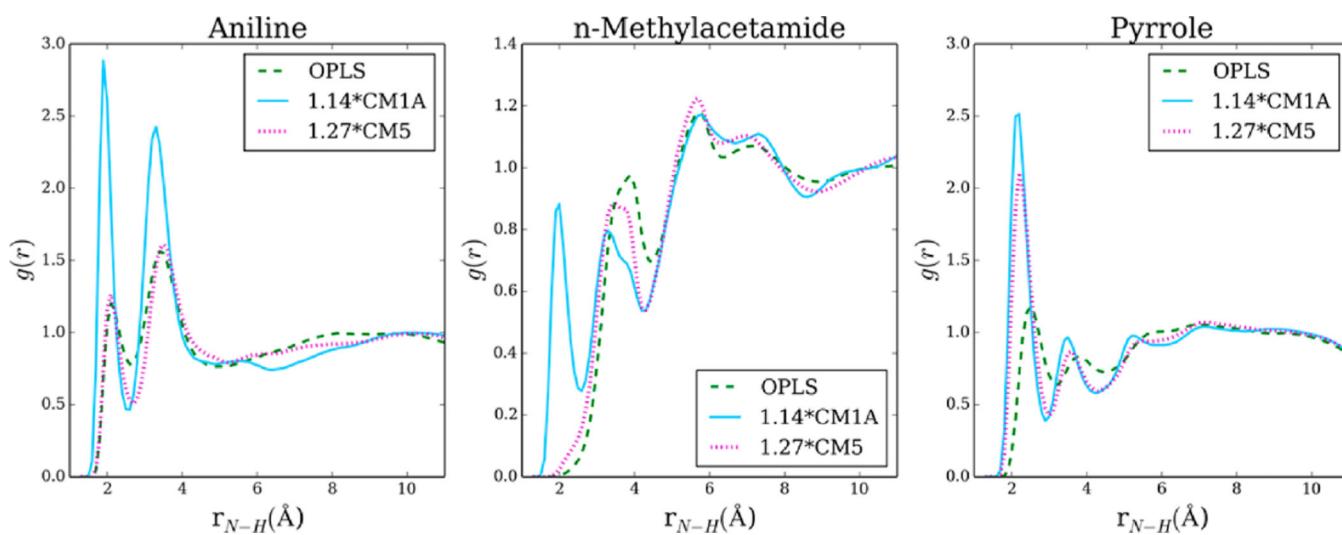 Aniline
3.0
2.5
2.0
1.5
1.0
0.5
0.0
g(r)
2 4 6 8 10
r_{N−H}(Å)
OPLS
1.14*CM1A
1.27*CM5
n-Methylacetamide
1.4
1.2
1.0
0.8
0.6
0.4
0.2
0.0
g(r)
2 4 6 8 10
r_{N−H}(Å)
OPLS
1.14*CM1A
1.27*CM5
Pyrrole
3.0
2.5
2.0
1.5
1.0
0.5
0.0
g(r)
2 4 6 8 10
r_{N−H}(Å)
OPLS
1.14*CM1A
1.27*CM5